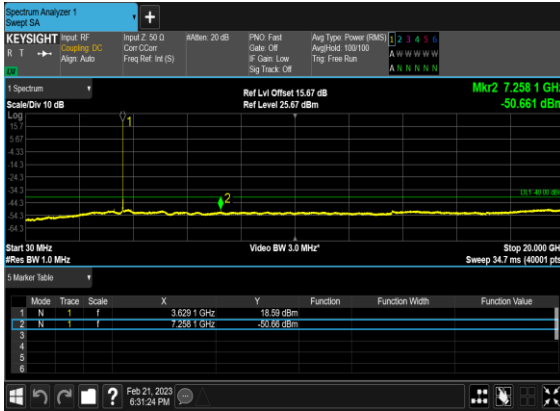 Spectrum Analyzer 1
Swept SA
+
KEYSIGHT Input: RF Input Z: 50 Ω #Atten: 20 dB PNO: Fast Avg Type: Power (RMS) 1 2 3 4 5 6
R T Coupling: DC Corr CCorr Gate: Off Avg|Hold: 100/100 A W W W W W
Align: Auto Freq Ref: Int (S) IF Gain: Low Trig: Free Run
Sig Track: Off A N N N N N
1 Spectrum Ref Lvl Offset 15.67 dB Mkr2 7.258 1 GHz
Scale/Div 10 dB Ref Level 25.67 dBm -50.661 dBm
Log
15.7
5.67
-4.33
-14.3
-24.3
-34.3
-44.3
-54.3
-64.3
1
2
DL1 -40.00 dBm
Start 30 MHz Video BW 3.0 MHz* Stop 20.000 GHz
#Res BW 1.0 MHz Sweep 34.7 ms (40001 pts)
5 Marker Table
Mode Trace Scale X Y Function Function Width Function Value
1 N 1 f 3.629 1 GHz 18.59 dBm
2 N 1 f 7.258 1 GHz -50.66 dBm
3
4
5
6
? Feb 21, 2023
6:31:24 PM